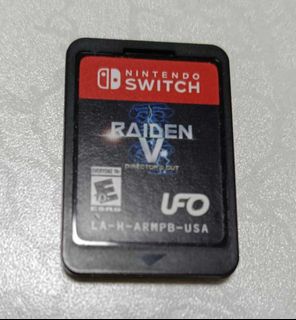 NINTENDO
SWITCH
RAIDEN
V
DIRECTOR'S CUT
EVERYONE 10+
E
ESRB
UFO
LA-H-ARMPB-USA